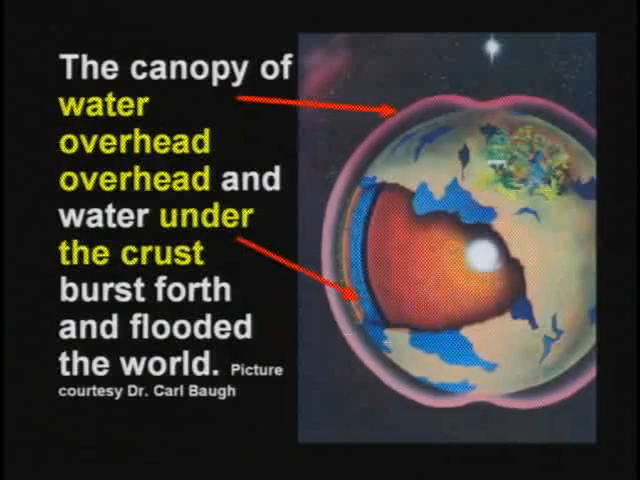 The canopy of
water
overhead
overhead and
water under
the crust
burst forth
and flooded
the world. Picture
courtesy Dr. Carl Baugh